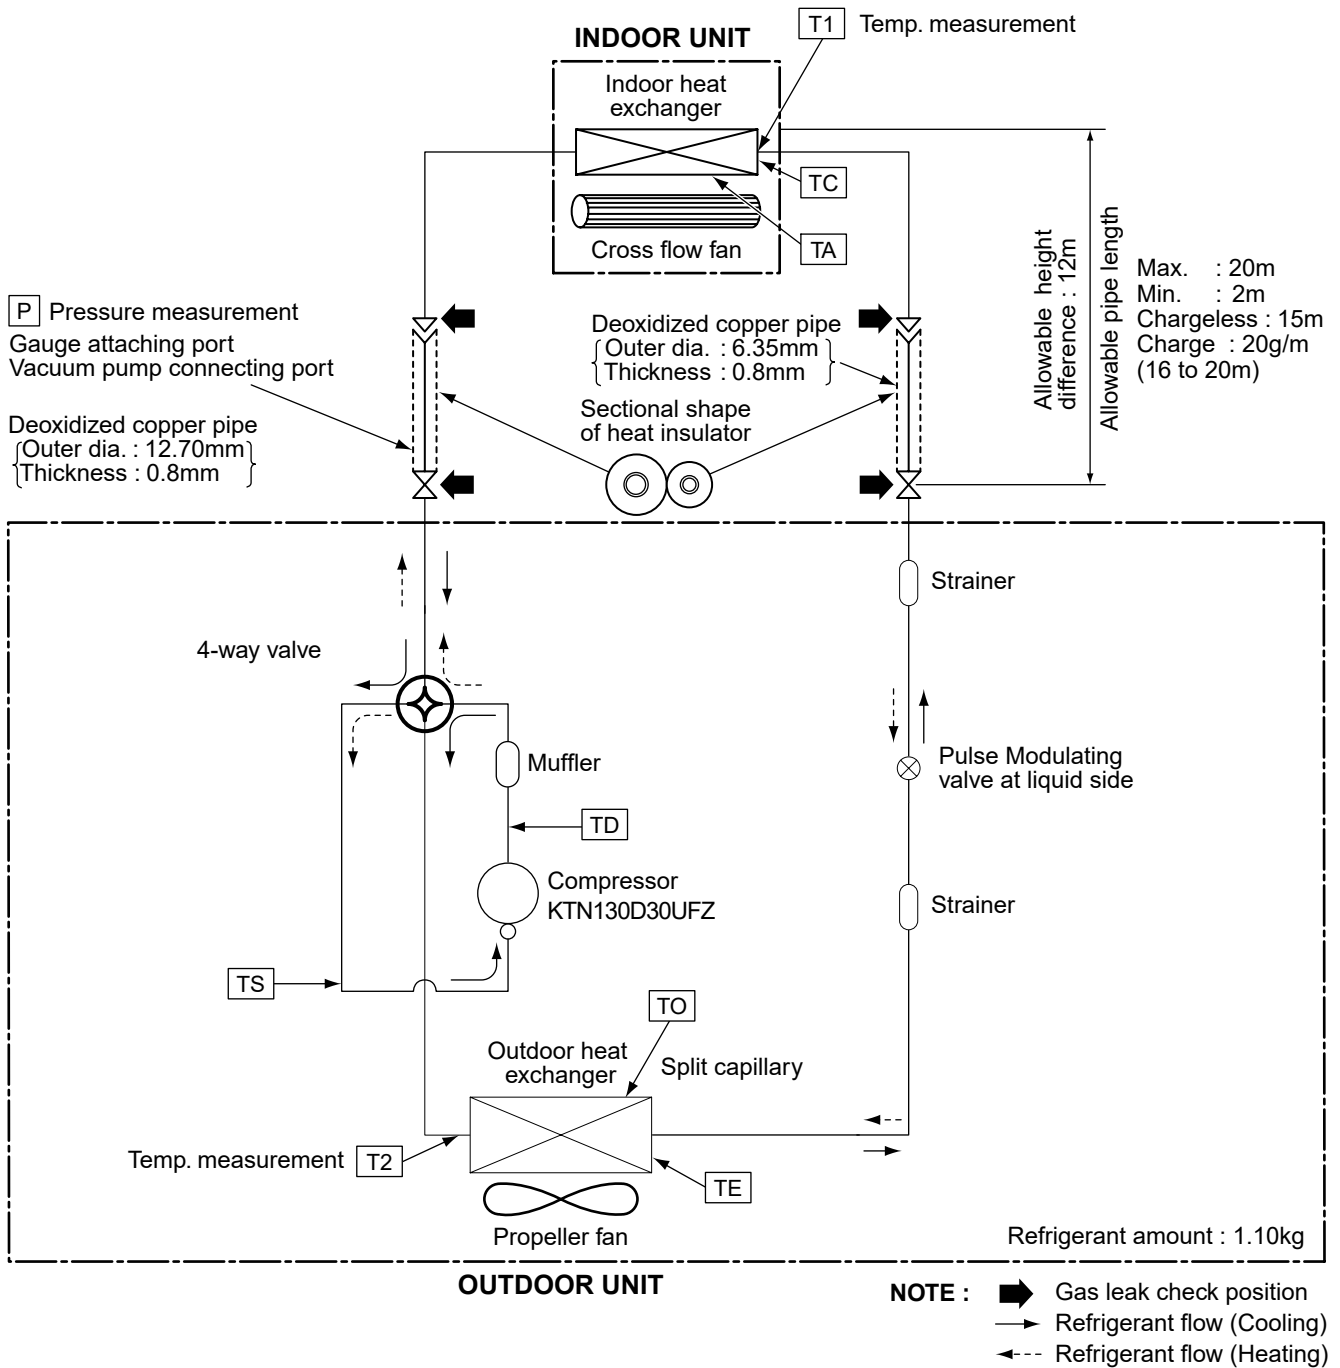 T1 Temp. measurement
INDOOR UNIT
Indoor heat
exchanger
TC
Cross flow fan
TA
Allowable height
difference : 12m
Allowable pipe length
Max. : 20m
Min. : 2m
Chargeless : 15m
Charge : 20g/m
(16 to 20m)
P Pressure measurement
Gauge attaching port
Vacuum pump connecting port
Deoxidized copper pipe
Outer dia. : 6.35mm
Thickness : 0.8mm
Sectional shape
of heat insulator
Deoxidized copper pipe
Outer dia. : 12.70mm
Thickness : 0.8mm
Strainer
4-way valve
Muffler
Pulse Modulating
valve at liquid side
TD
Compressor
KTN130D30UFZ
Strainer
TS
TO
Outdoor heat
exchanger
Split capillary
Temp. measurement T2
TE
Propeller fan
Refrigerant amount : 1.10kg
OUTDOOR UNIT
NOTE : Gas leak check position
Refrigerant flow (Cooling)
Refrigerant flow (Heating)